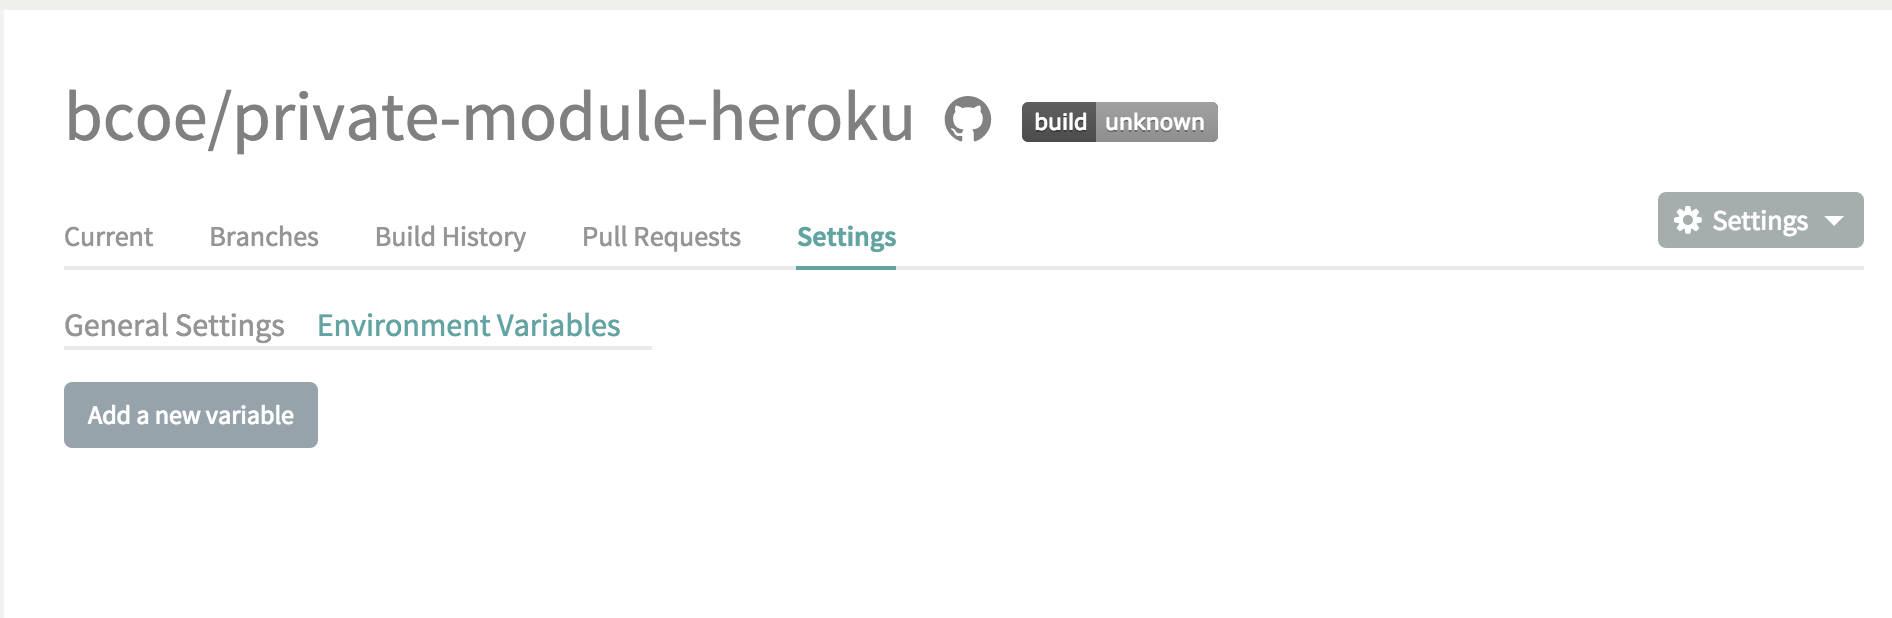 bcoe/private-module-heroku build unknown
Current Branches Build History Pull Requests Settings Settings
General Settings Environment Variables
Add a new variable